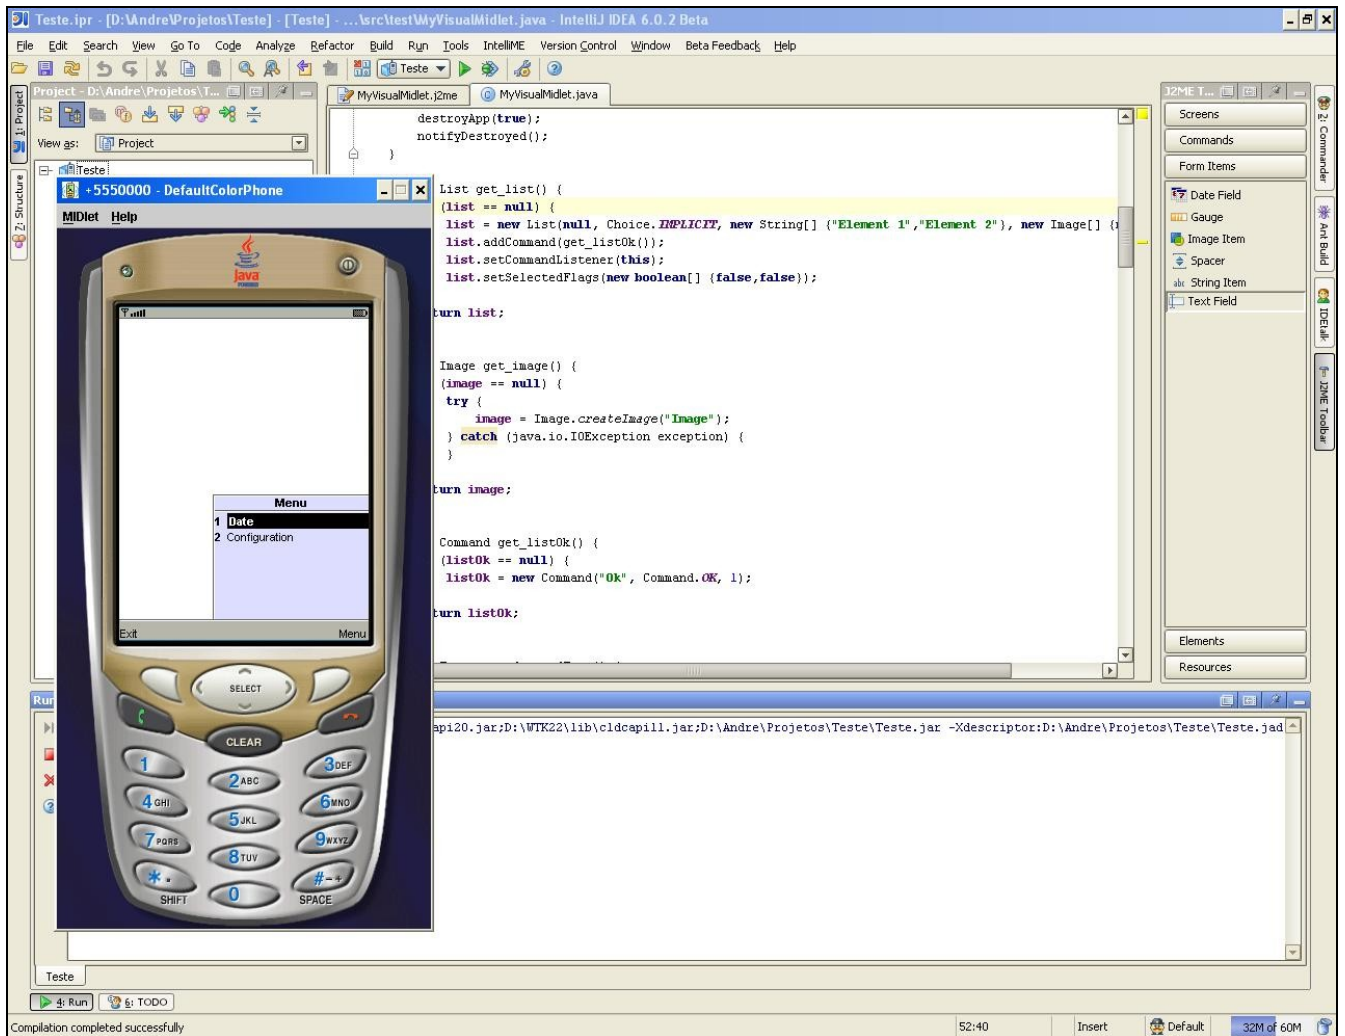 Teste.ipr - [D:\Andre\Projetos\Teste] - [Teste] - ...\src\test\MyVisualMidlet.java - IntelliJ IDEA 6.0.2 Beta
File Edit Search View Go To Code Analyze Refactor Build Run Tools IntelliME Version Control Window Beta Feedback Help
Teste
Project - D:\Andre\Projetos\T...
View as: Project
Teste
1: Project
Z: Structure
MyVisualMidlet.j2me MyVisualMidlet.java
destroyApp(true);
notifyDestroyed();
}
List get_list() {
(list == null) {
list = new List(null, Choice.IMPLICIT, new String[] {"Element 1","Element 2"}, new Image[] {
list.addCommand(get_listOk());
list.setCommandListener(this);
list.setSelectedFlags(new boolean[] {false,false});
turn list;
Image get_image() {
(image == null) {
try {
image = Image.createImage("Image");
} catch (java.io.IOException exception) {
}
turn image;
Command get_listOk() {
(listOk == null) {
listOk = new Command("Ok", Command.OK, 1);
turn listOk;
J2ME T...
Screens
Commands
Form Items
Date Field
Gauge
Image Item
Spacer
abc String Item
Text Field
Elements
Resources
2: Commander
Ant Build
IDEtalk
J2ME Toolbar
+5550000 - DefaultColorPhone
MIDlet Help
Java
POWERED
Menu
1 Date
2 Configuration
Exit Menu
SELECT
CLEAR
1
2 ABC
3 DEF
4 GHI
5 JKL
6 MNO
7 PQRS
8 TUV
9 WXYZ
* .
SHIFT
0
#-+
SPACE
Run
api20.jar;D:\WTK22\lib\cldcapi11.jar;D:\Andre\Projetos\Teste\Teste.jar -Xdescriptor:D:\Andre\Projetos\Teste\Teste.jad
Teste
4: Run 6: TODO
Compilation completed successfully 52:40 Insert Default 32M of 60M